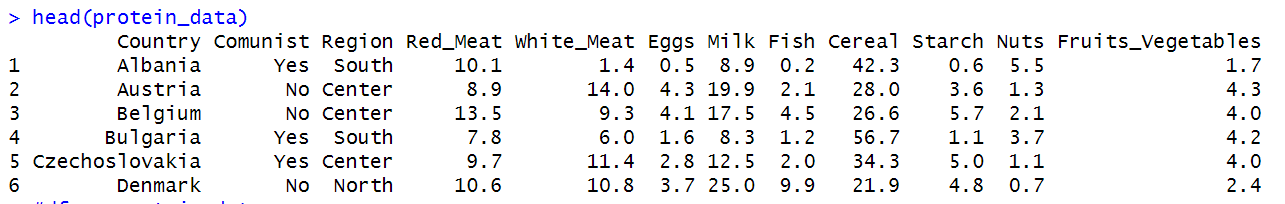 > head(protein_data)
Country Comunist Region Red_Meat White_Meat Eggs Milk Fish Cereal Starch Nuts Fruits_Vegetables
1 Albania Yes South 10.1 1.4 0.5 8.9 0.2 42.3 0.6 5.5 1.7
2 Austria No Center 8.9 14.0 4.3 19.9 2.1 28.0 3.6 1.3 4.3
3 Belgium No Center 13.5 9.3 4.1 17.5 4.5 26.6 5.7 2.1 4.0
4 Bulgaria Yes South 7.8 6.0 1.6 8.3 1.2 56.7 1.1 3.7 4.2
5 Czechoslovakia Yes Center 9.7 11.4 2.8 12.5 2.0 34.3 5.0 1.1 4.0
6 Denmark No North 10.6 10.8 3.7 25.0 9.9 21.9 4.8 0.7 2.4